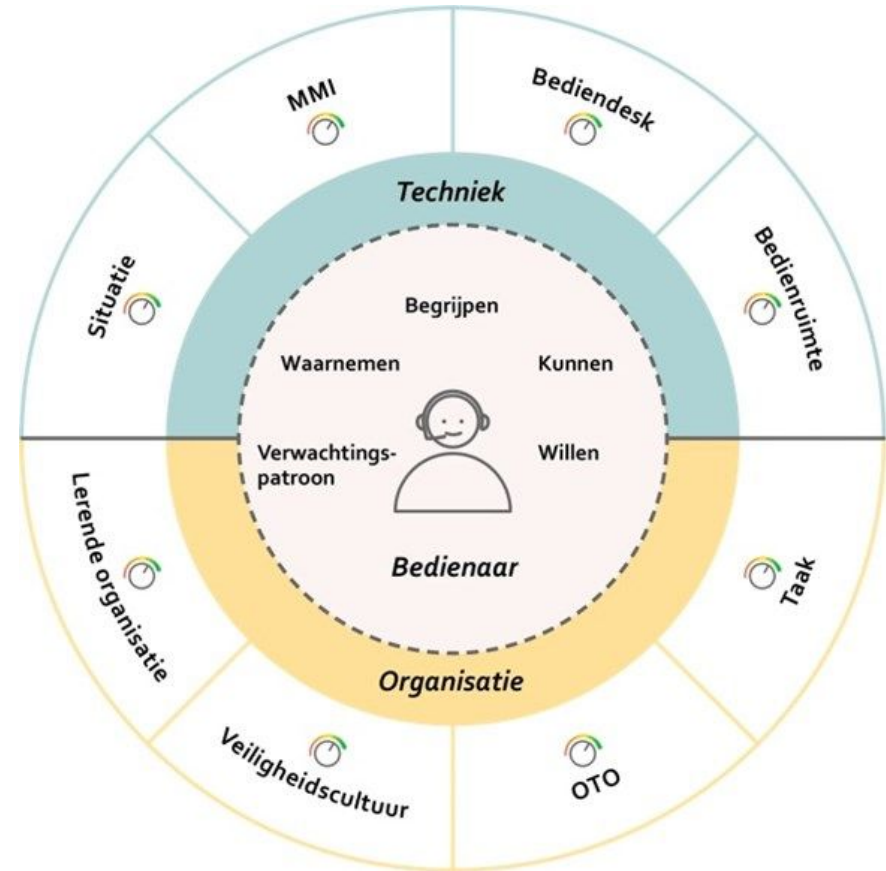 MMI
Bediendesk
Situatie
Bedienruimte
Techniek
Begrijpen
Waarnemen
Kunnen
Verwachtings-
patroon
Willen
Bedienaar
Organisatie
Lerende organisatie
Taak
Veiligheidscultuur
OTO